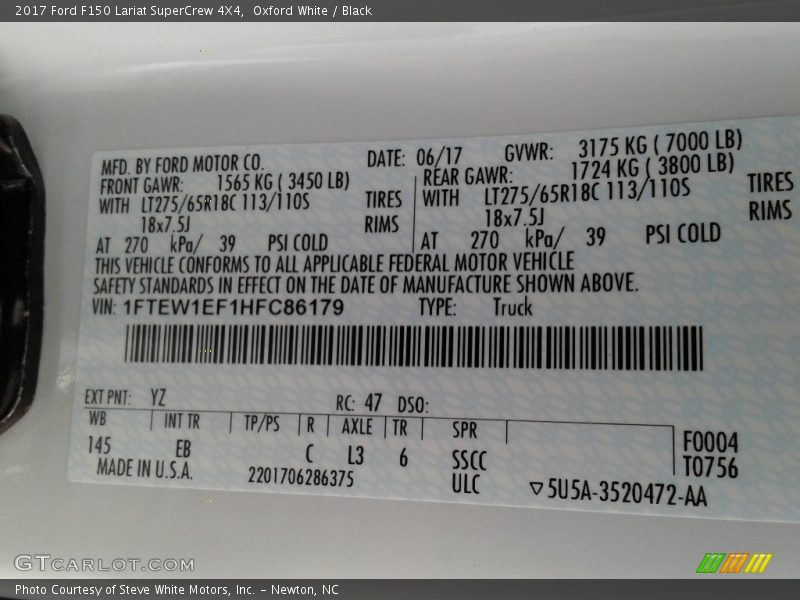 2017 Ford F150 Lariat SuperCrew 4X4,  Oxford White / Black
MFD. BY FORD MOTOR CO. DATE: 06/17 GVWR: 3175 KG ( 7000 LB)
FRONT GAWR: 1565 KG ( 3450 LB) REAR GAWR: 1724 KG ( 3800 LB)
WITH LT275/65R18C 113/110S TIRES WITH LT275/65R18C 113/110S TIRES
18x7.5J RIMS 18x7.5J RIMS
AT 270 kPa/ 39 PSI COLD AT 270 kPa/ 39 PSI COLD
THIS VEHICLE CONFORMS TO ALL APPLICABLE FEDERAL MOTOR VEHICLE
SAFETY STANDARDS IN EFFECT ON THE DATE OF MANUFACTURE SHOWN ABOVE.
VIN: 1FTEW1EF1HFC86179 TYPE: Truck
EXT PNT: YZ RC: 47 DSO:
WB INT TR TP/PS R AXLE TR SPR
145 EB C L3 6 SSCC F0004
MADE IN U.S.A. 2201706286375 ULC T0756
▽5U5A-3520472-AA
GTCARLOT.COM
Photo Courtesy of Steve White Motors, Inc. – Newton, NC